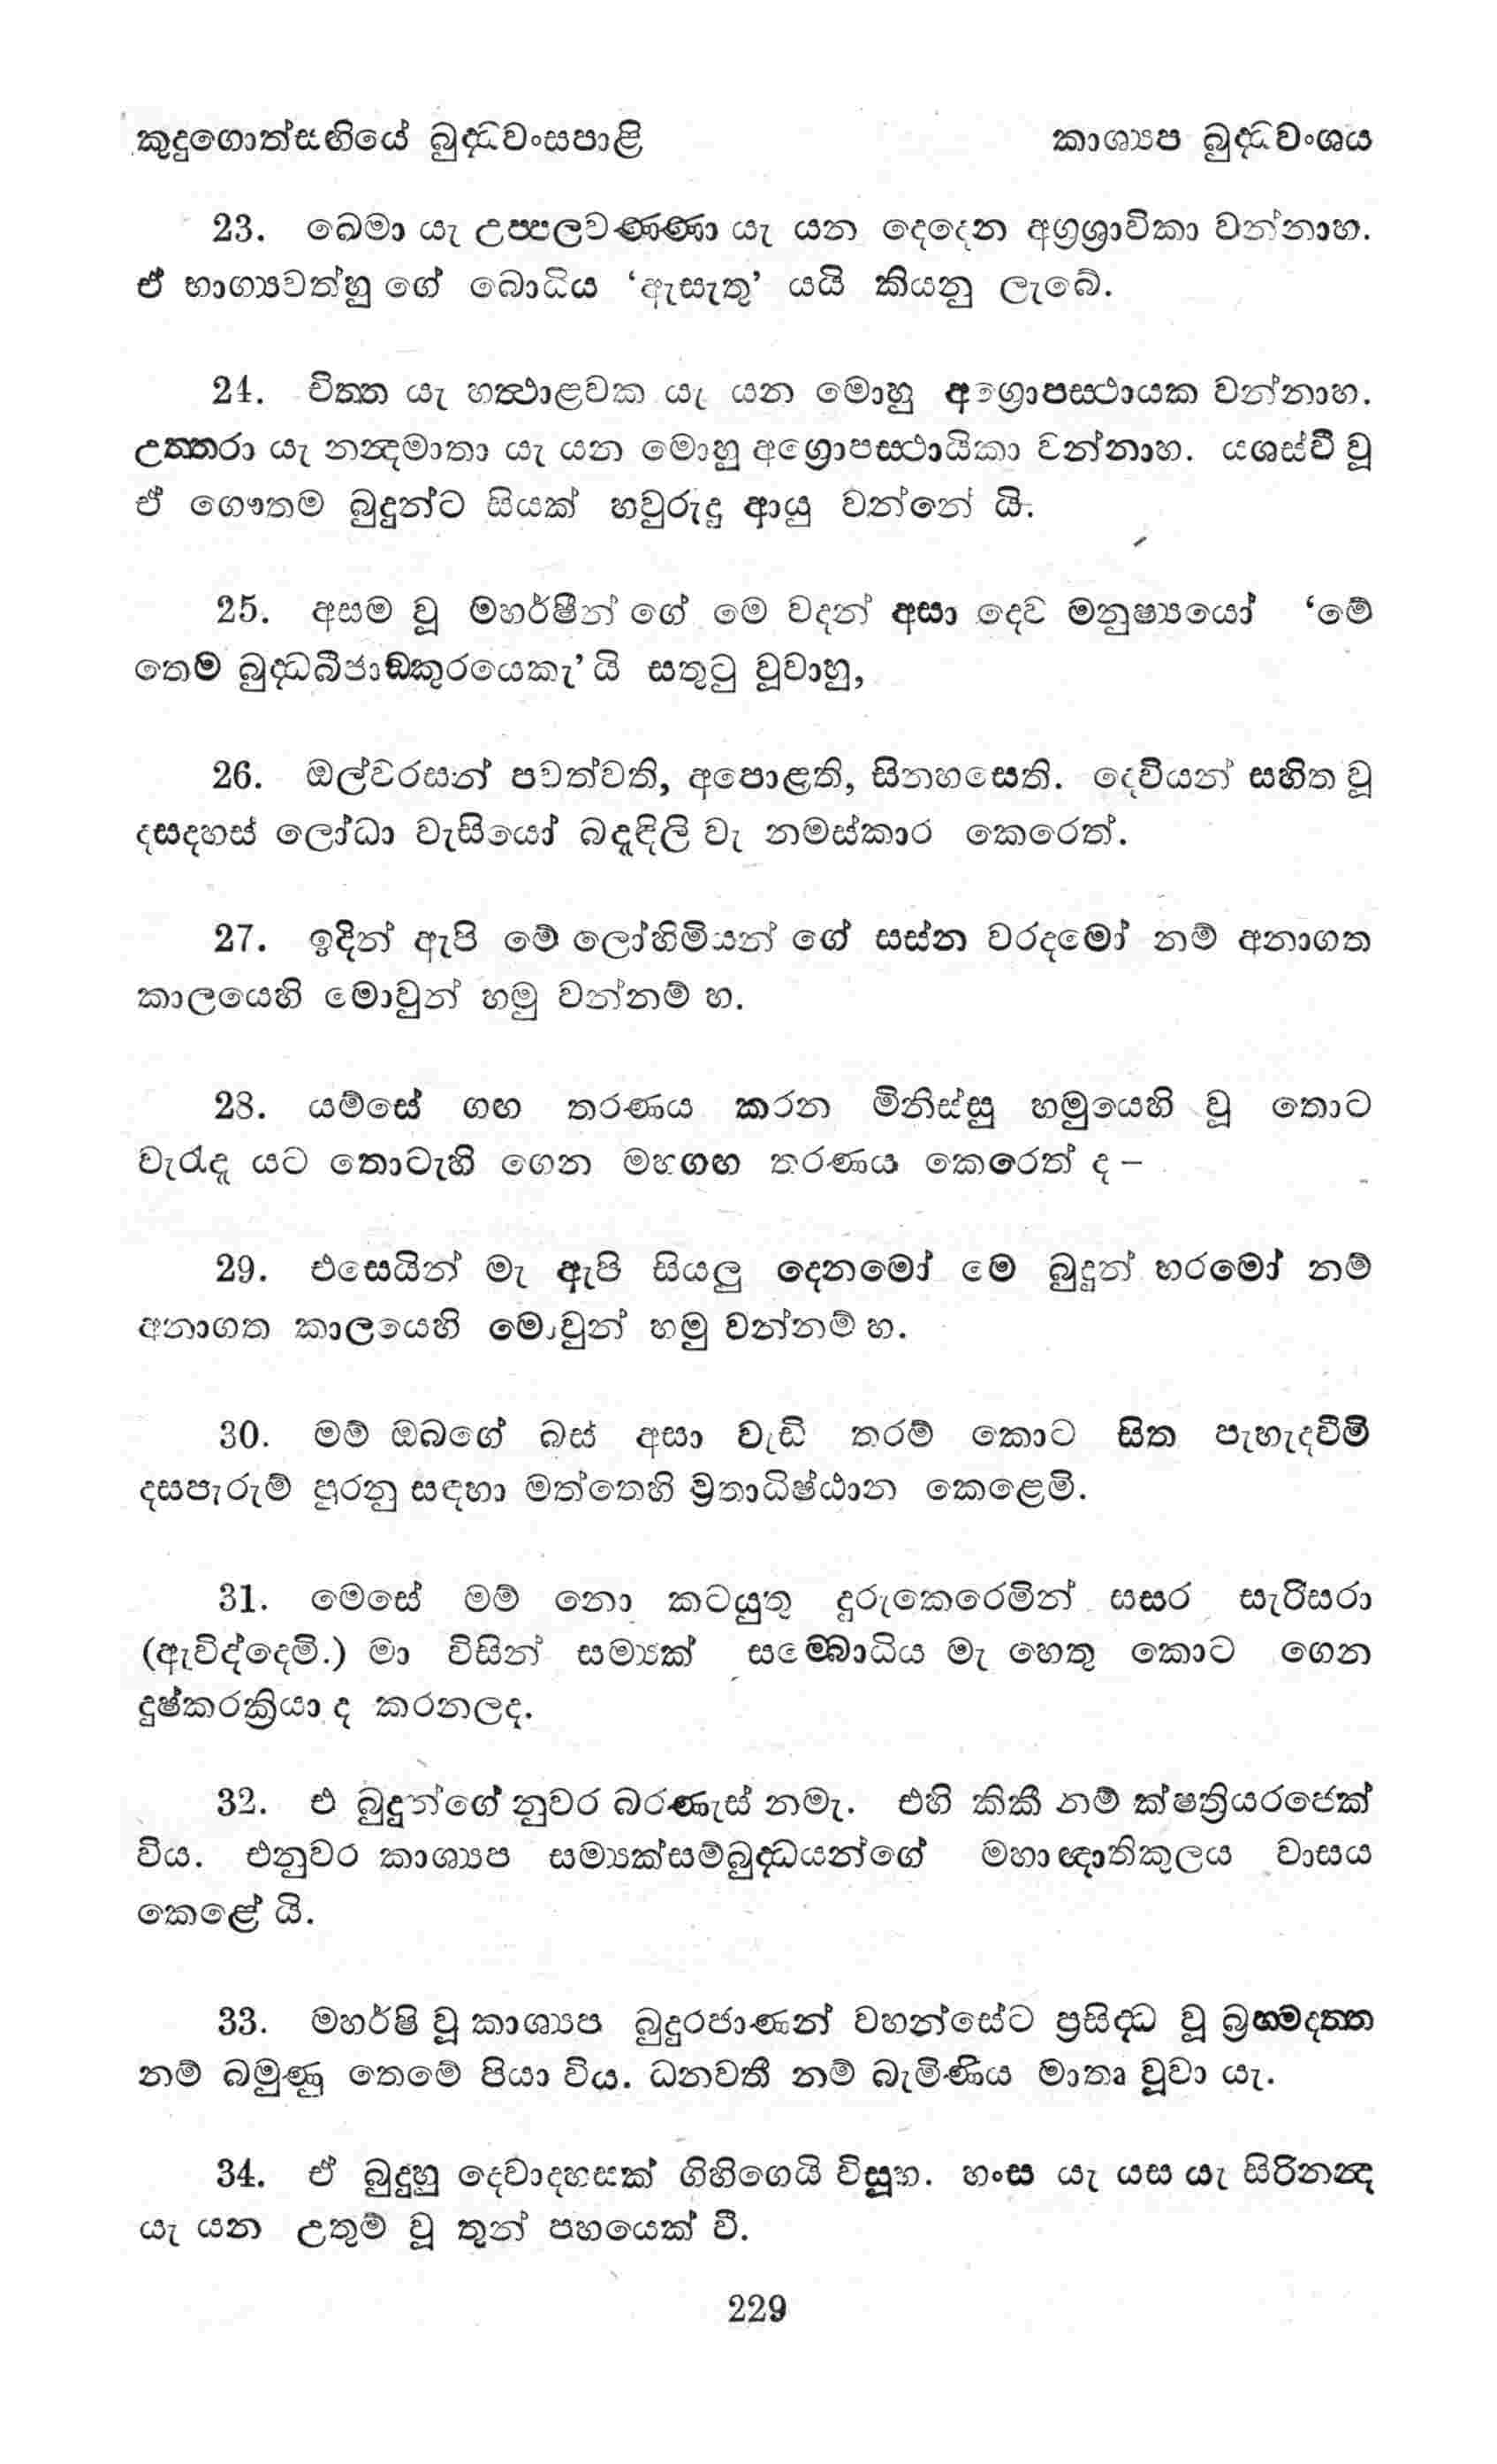 කුදුගොත්සඟියේ බුද්ධවංසපාළි
කාශ්‍යප බුද්ධවංශය
23. ඛෙමා යැ උප්පලවණ්ණා යැ යන දෙදෙන අග්‍රශ්‍රාවිකා වන්නාහ.
ඒ භාග්‍යවත්හු ගේ බොධිය ‘ඇසැතු’ යයි කියනු ලැබේ.
24. චිත්ත යැ හත්ථාළවක යැ යන මොහු අග්‍රොපස්ථායක වන්නාහ.
උත්තරා යැ නන්දමාතා යැ යන මොහු අග්‍රොපස්ථායිකා වන්නාහ. යශස්වී වූ
ඒ ගෞතම බුදුන්ට සියක් හවුරුදු ආයු වන්නේ යි.
25. අසම වූ මහර්ෂීන් ගේ මෙ වදන් අසා දෙව මනුෂ්‍යයෝ ‘මේ
තෙම බුද්ධබීජාඞ්කුරයෙකැ’ යි සතුටු වූවාහු,
26. ඔල්වරසන් පවත්වති, අපොළති, සිනහසෙති. දෙවියන් සහිත වූ
දසදහස් ලෝධා වැසියෝ බදැඳිලි වැ නමස්කාර කෙරෙත්.
27. ඉදින් ඇපි මේ ලෝහිමියන් ගේ සස්න වරදමෝ නම් අනාගත
කාලයෙහි මොවුන් හමු වන්නම් හ.
28. යම්සේ ගඟ තරණය කරන මිනිස්සු හමුයෙහි වූ තොට
වැරැද යට තොටැහි ගෙන මහගඟ තරණය කෙරෙත් ද –
29. එසෙයින් මැ ඇපි සියලු දෙනමෝ මෙ බුදුන් හරමෝ නම්
අනාගත කාලයෙහි මොවුන් හමු වන්නම් හ.
30. මම් ඔබගේ බස් අසා වැඩි තරම් කොට සිත පැහැදවීමි
දසපැරුම් පුරනු සඳහා මත්තෙහි ව්‍රතාධිෂ්ඨාන කෙළෙමි.
31. මෙසේ මම් නො කටයුතු දුරුකෙරෙමින් සසර සැරිසරා
(ඇවිද්දෙමි.) මා විසින් සම්‍යක් සම්බොධිය මැ හෙතු කොට ගෙන
දුෂ්කරක්‍රියා ද කරනලද.
32. එ බුදුන්ගේ නුවර බරණැස් නමැ. එහි කිකී නම් ක්ෂත්‍රියරජෙක්
විය. එනුවර කාශ්‍යප සම්‍යක්සම්බුද්ධයන්ගේ මහාඥාතිකුලය වාසය
කෙළේ යි.
33. මහර්ෂි වූ කාශ්‍යප බුදුරජාණන් වහන්සේට ප්‍රසිද්ධ වූ බ්‍රහ්මදත්ත
නම් බමුණු තෙමේ පියා විය. ධනවතී නම් බැමිණිය මාතෘ වූවා යැ.
34. ඒ බුදුහු දෙවාදහසක් ගිහිගෙයි විසූහ. හංස යැ යස යැ සිරිනන්ද
යැ යන උතුම් වූ තුන් පහයෙක් වී.
229